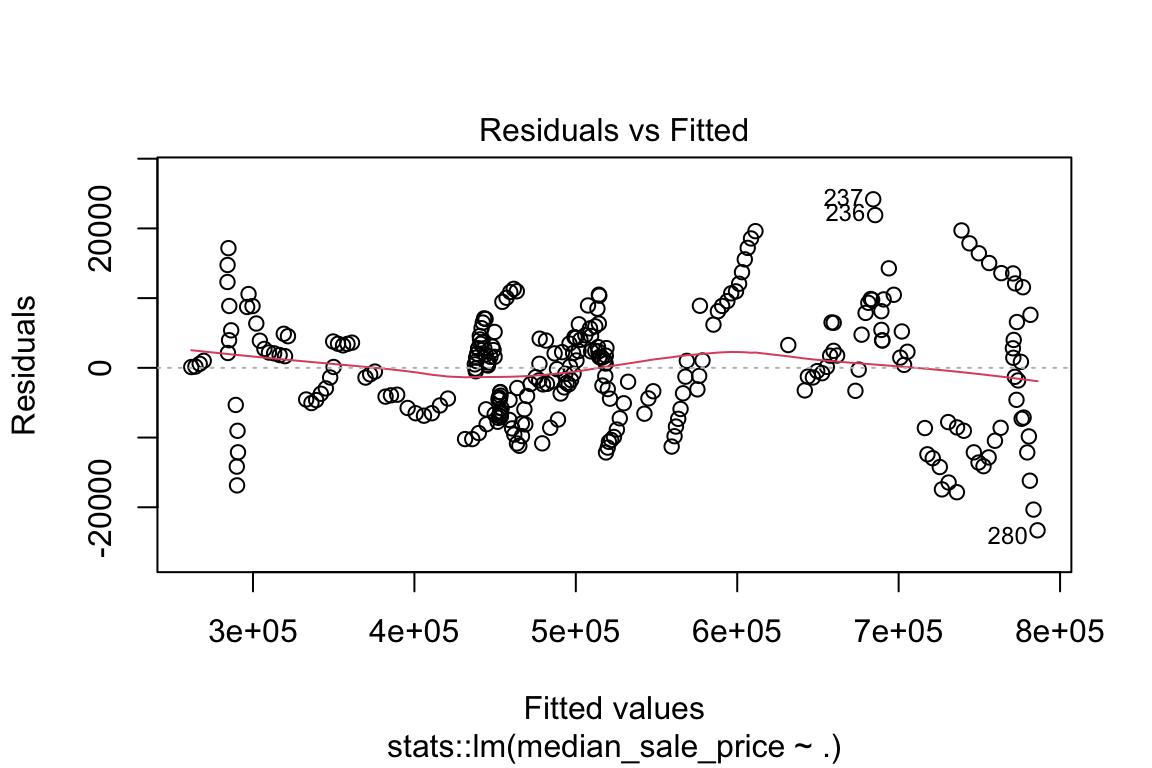 Residuals vs Fitted
Residuals
20000
0
-20000
237
236
280
3e+05 4e+05 5e+05 6e+05 7e+05 8e+05
Fitted values
stats::lm(median_sale_price ~ .)